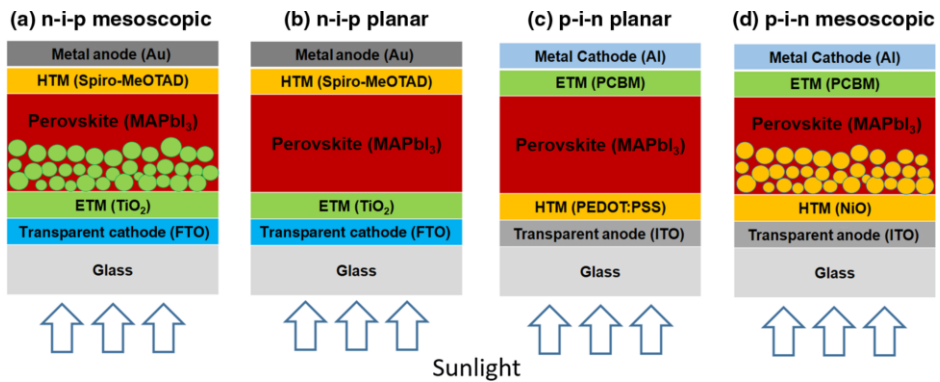 (a) n-i-p mesoscopic
Metal anode (Au)
HTM (Spiro-MeOTAD)
Perovskite (MAPbI₃)
ETM (TiO₂)
Transparent cathode (FTO)
Glass
(b) n-i-p planar
Metal anode (Au)
HTM (Spiro-MeOTAD)
Perovskite (MAPbI₃)
ETM (TiO₂)
Transparent cathode (FTO)
Glass
(c) p-i-n planar
Metal Cathode (Al)
ETM (PCBM)
Perovskite (MAPbI₃)
HTM (PEDOT:PSS)
Transparent anode (ITO)
Glass
(d) p-i-n mesoscopic
Metal Cathode (Al)
ETM (PCBM)
Perovskite (MAPbI₃)
HTM (NiO)
Transparent anode (ITO)
Glass
Sunlight